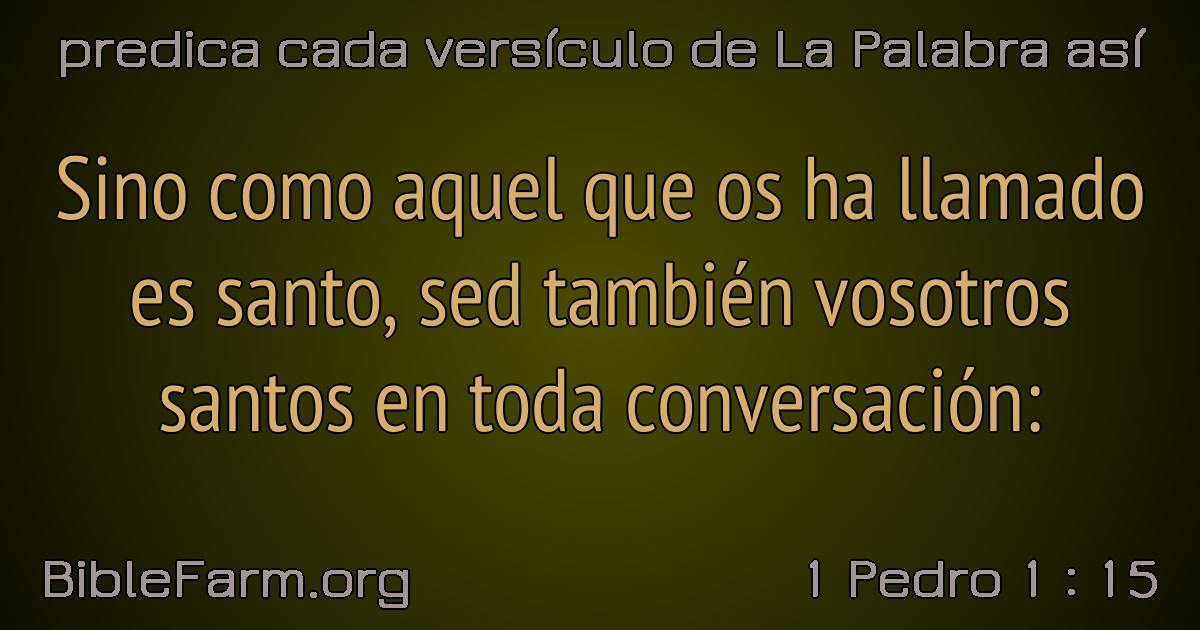 predica cada versículo de La Palabra así
Sino como aquel que os ha llamado
es santo, sed también vosotros
santos en toda conversación:
BibleFarm.org
1 Pedro 1 : 15